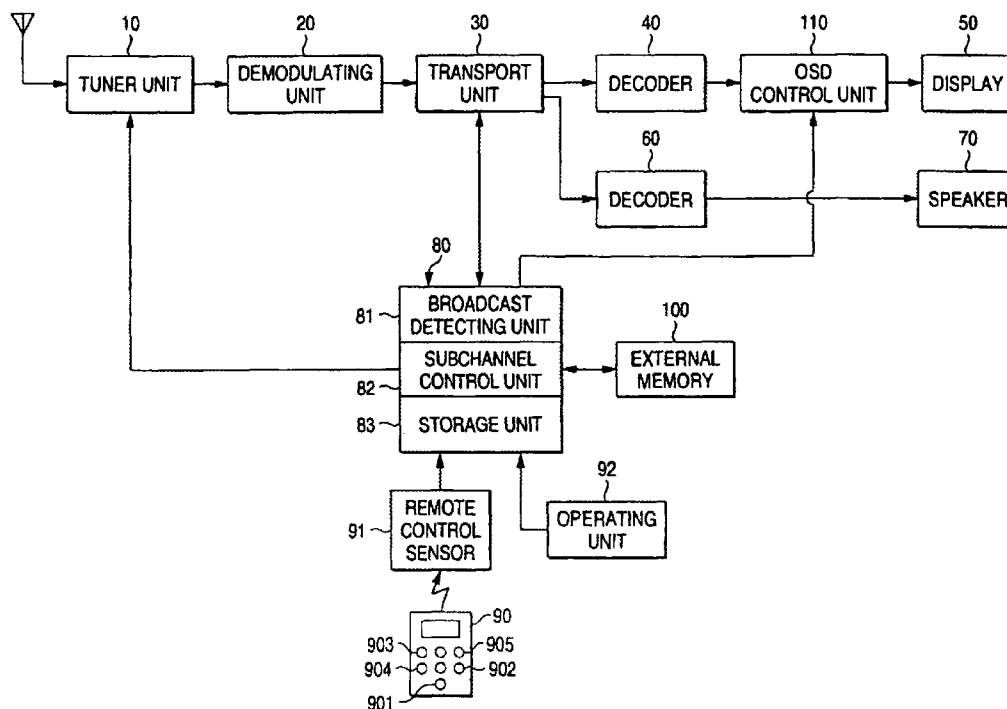 10
20
30
40
110
50
TUNER UNIT
DEMODULATING
UNIT
TRANSPORT
UNIT
DECODER
OSD
CONTROL UNIT
DISPLAY
60
70
DECODER
SPEAKER
80
81
BROADCAST
DETECTING UNIT
100
82
SUBCHANNEL
CONTROL UNIT
EXTERNAL
MEMORY
83
STORAGE UNIT
92
91
REMOTE
CONTROL
SENSOR
OPERATING
UNIT
90
903
905
904
902
901